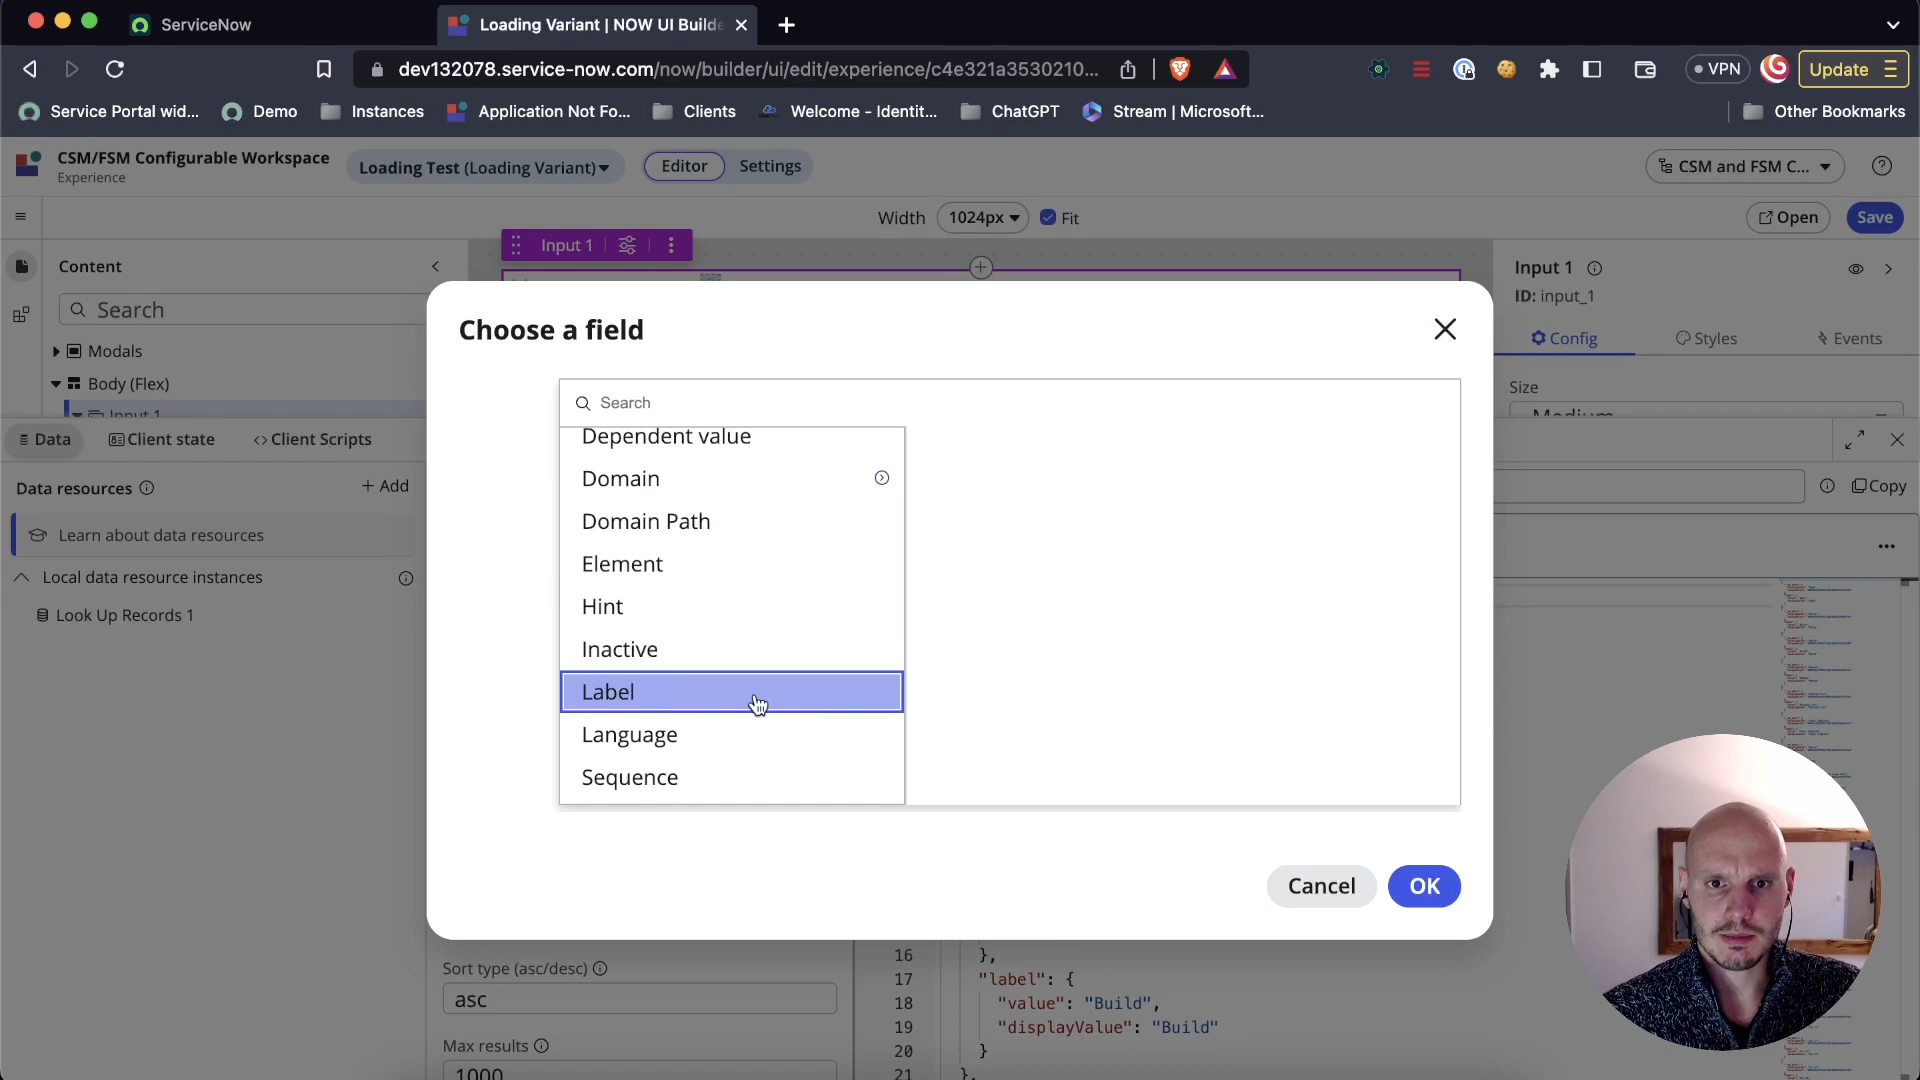 ServiceNow
Loading Variant | NOW UI Builde
dev132078.service-now.com/now/builder/ui/edit/experience/c4e321a3530210...
VPN
Update
Service Portal wid...
Demo
Instances
Application Not Fo...
Clients
Welcome - Identit...
ChatGPT
Stream | Microsoft...
Other Bookmarks
CSM/FSM Configurable Workspace
Experience
Loading Test (Loading Variant)
Editor
Settings
CSM and FSM C...
Width
1024px
Fit
Open
Save
Input 1
Content
Search
Modals
Body (Flex)
Input 1
Input 1
ID: input_1
Config
Styles
Events
Size
Medium
Data
Client state
Client Scripts
Data resources
+ Add
Learn about data resources
Local data resource instances
Look Up Records 1
Copy
Choose a field
Search
Dependent value
Domain
Domain Path
Element
Hint
Inactive
Label
Language
Sequence
Cancel
OK
Sort type (asc/desc)
asc
Max results
1000
16 },
17 "label": {
18 "value": "Build",
19 "displayValue": "Build"
20 }
21 },